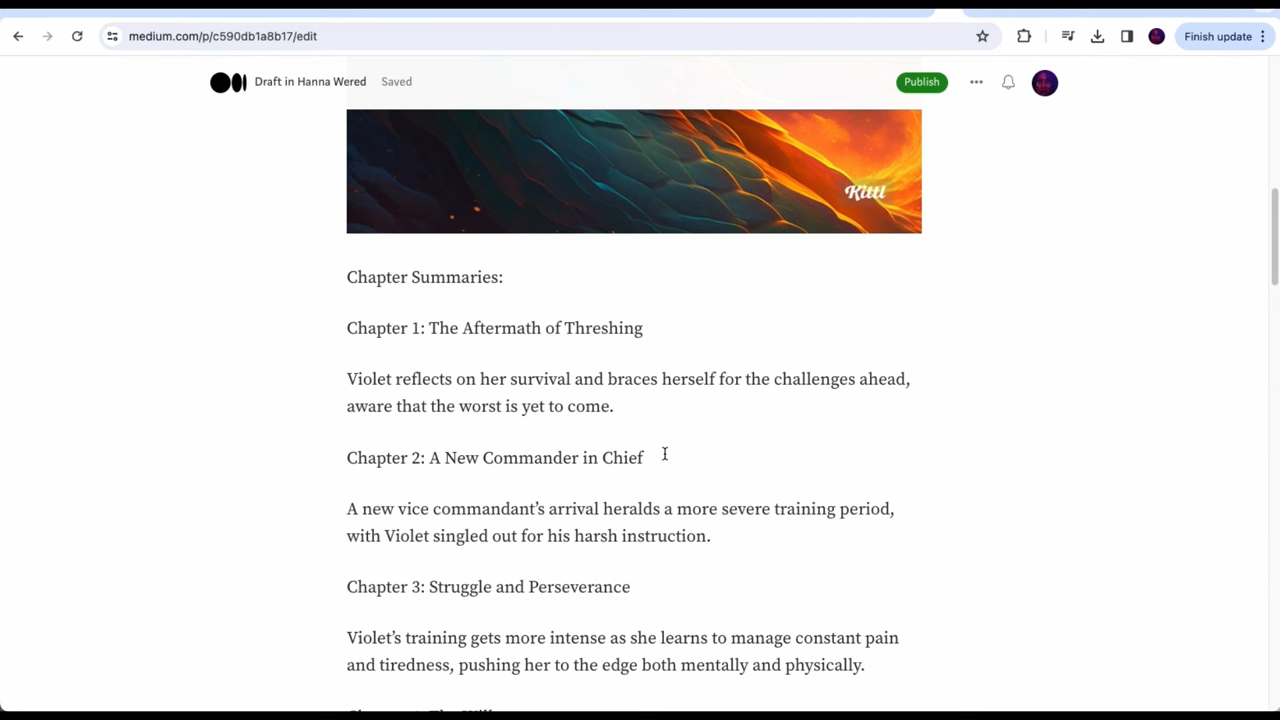 medium.com/p/c590db1a8b17/edit
Finish update
Draft in Hanna Wered Saved
Publish
Kittl
Chapter Summaries:
Chapter 1: The Aftermath of Threshing
Violet reflects on her survival and braces herself for the challenges ahead,
aware that the worst is yet to come.
Chapter 2: A New Commander in Chief
A new vice commandant’s arrival heralds a more severe training period,
with Violet singled out for his harsh instruction.
Chapter 3: Struggle and Perseverance
Violet’s training gets more intense as she learns to manage constant pain
and tiredness, pushing her to the edge both mentally and physically.